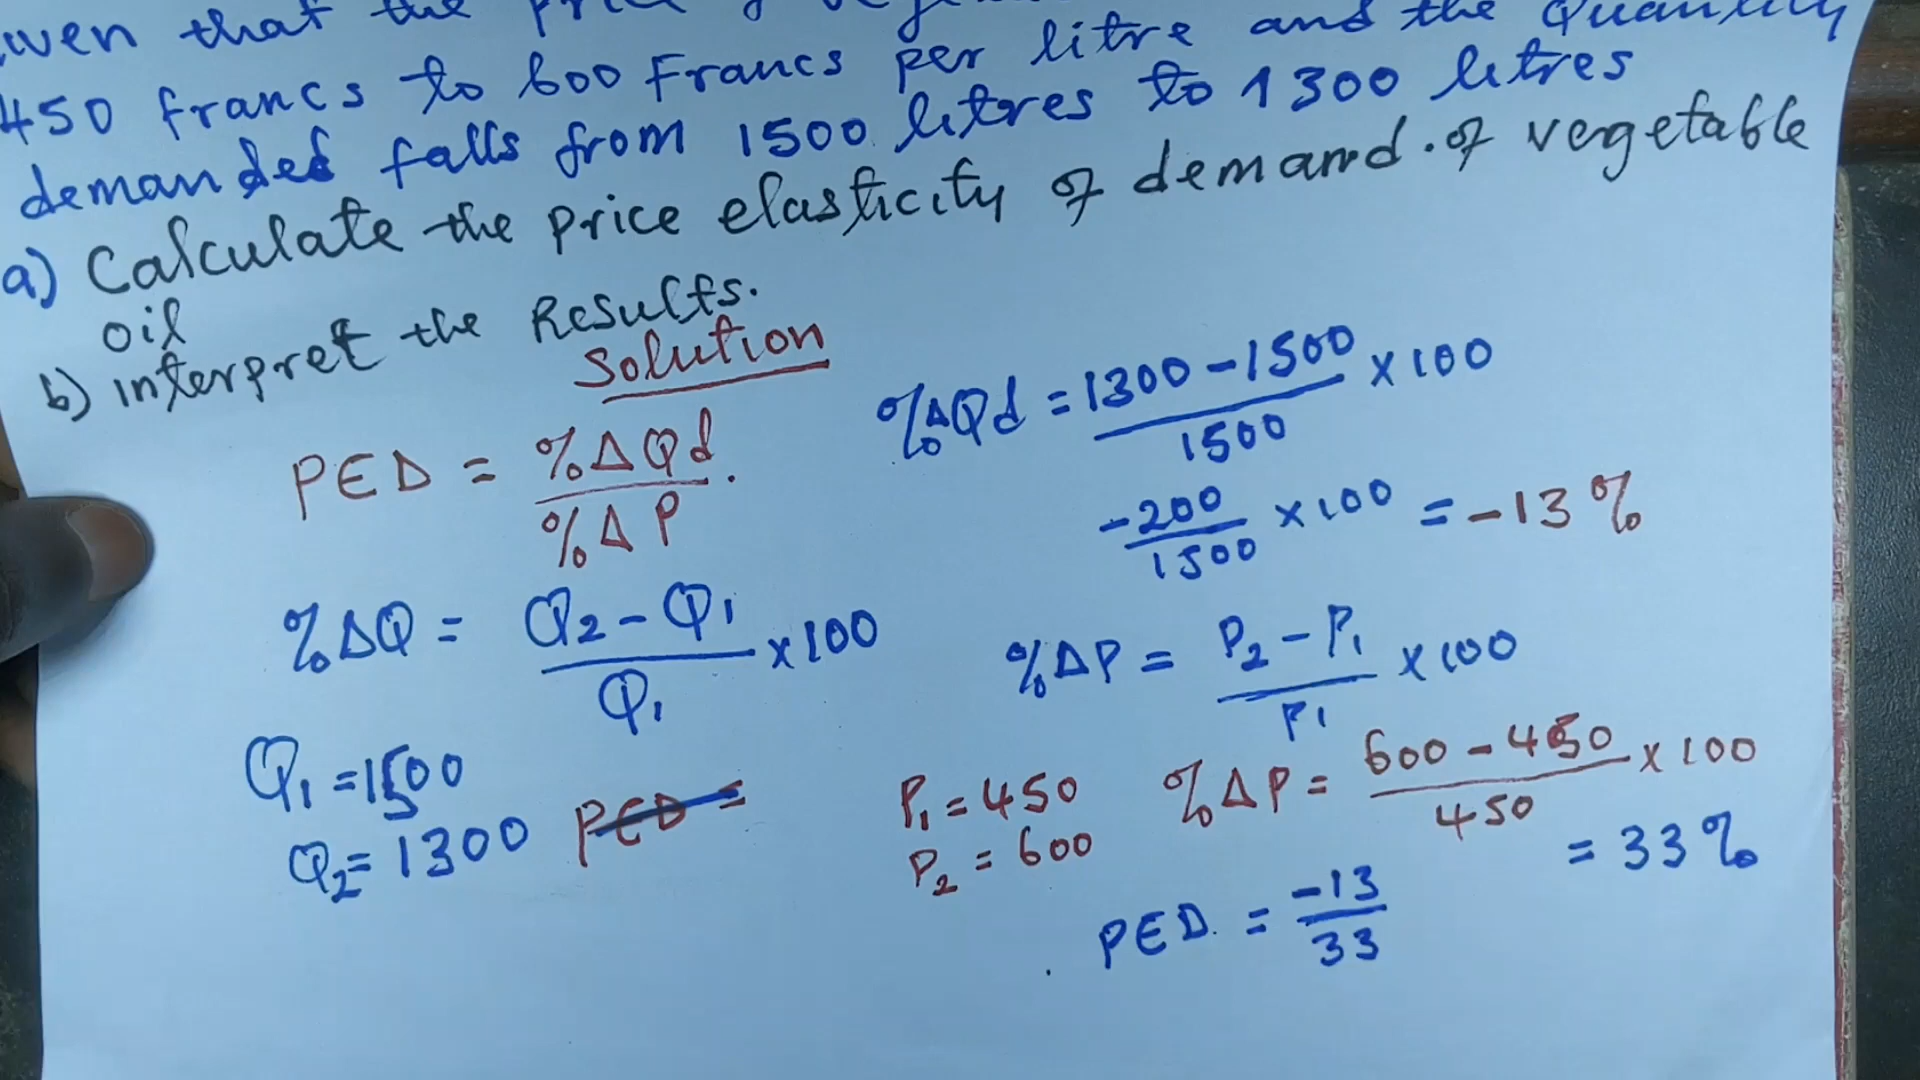 that the
450 francs to 600 Francs per litre and the Quantity
demanded falls from 1500 litres to 1300 litres
a) Calculate the price elasticity of demand of vegetable
oil
b) interpret the Results.
Solution
PED = %ΔQd / %ΔP
%ΔQd = 1300 - 1500 / 1500 x 100
-200 / 1500 x 100 = -13%
%ΔQ = Q2 - Q1 / Q1 x 100
%ΔP = P2 - P1 / P1 x 100
Q1 = 1500
Q2 = 1300 PED =
P1 = 450
P2 = 600
%ΔP = 600 - 450 / 450 x 100
= 33%
PED = -13 / 33